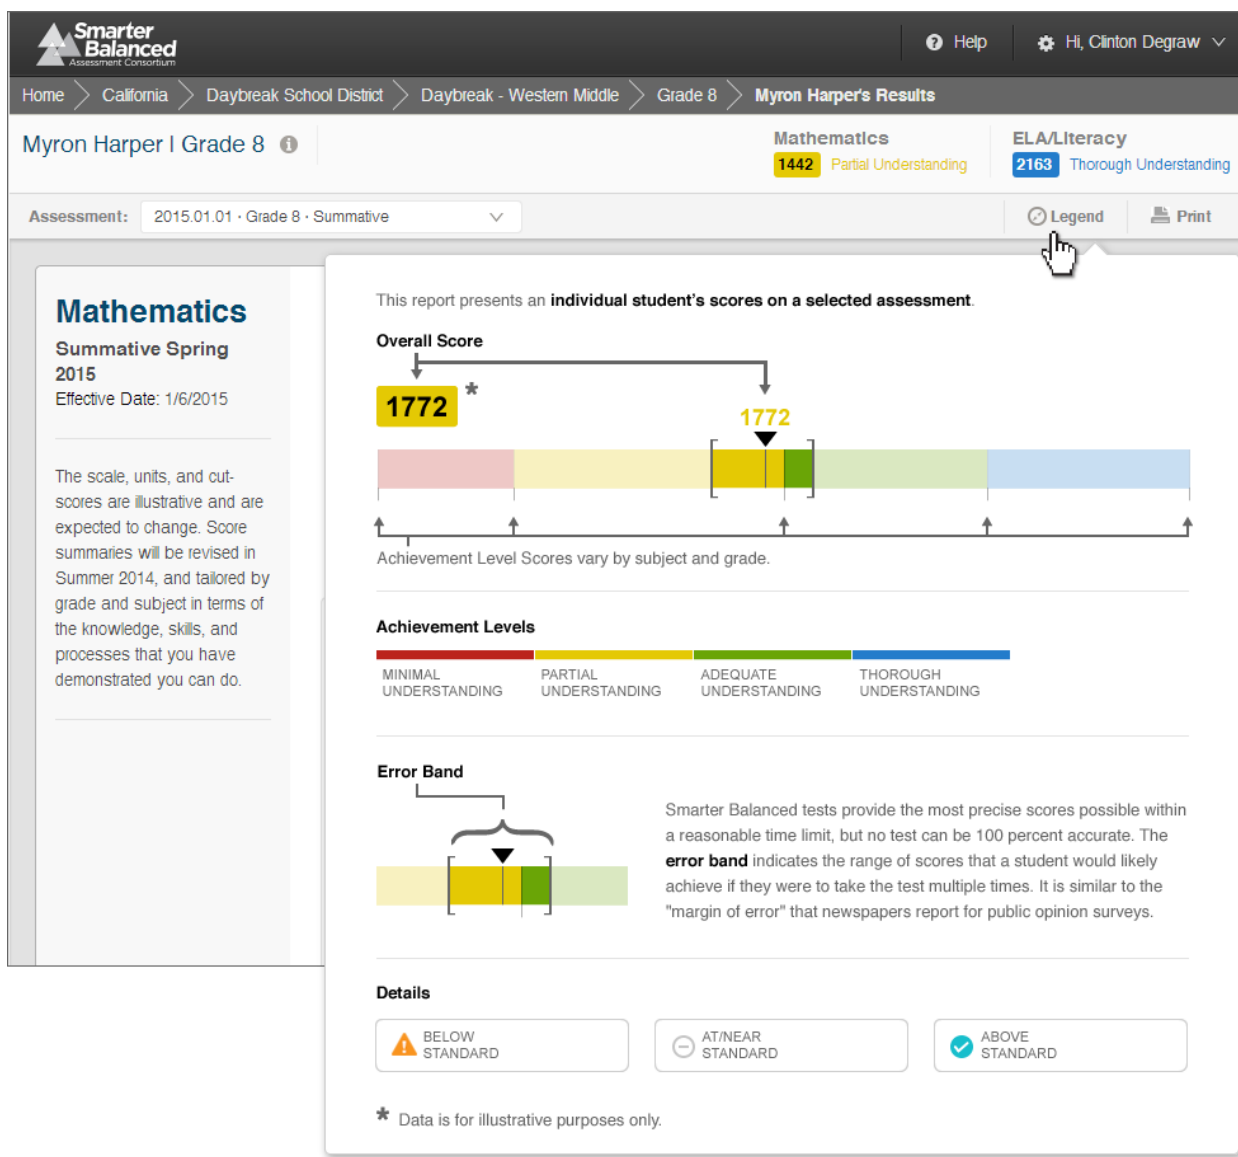 Smarter
Balanced
Assessment Consortium
Help
Hi, Clinton Degraw
Home
California
Daybreak School District
Daybreak - Western Middle
Grade 8
Myron Harper's Results
Myron Harper | Grade 8
Mathematics
1442 Partial Understanding
ELA/Literacy
2163 Thorough Understanding
Assessment:
2015.01.01 · Grade 8 · Summative
Legend
Print
Mathematics
Summative Spring
2015
Effective Date: 1/6/2015
The scale, units, and cut-
scores are illustrative and are
expected to change. Score
summaries will be revised in
Summer 2014, and tailored by
grade and subject in terms of
the knowledge, skills, and
processes that you have
demonstrated you can do.
This report presents an individual student's scores on a selected assessment.
Overall Score
1772 *
1772
Achievement Level Scores vary by subject and grade.
Achievement Levels
MINIMAL
UNDERSTANDING
PARTIAL
UNDERSTANDING
ADEQUATE
UNDERSTANDING
THOROUGH
UNDERSTANDING
Error Band
Smarter Balanced tests provide the most precise scores possible within
a reasonable time limit, but no test can be 100 percent accurate. The
error band indicates the range of scores that a student would likely
achieve if they were to take the test multiple times. It is similar to the
"margin of error" that newspapers report for public opinion surveys.
Details
BELOW
STANDARD
AT/NEAR
STANDARD
ABOVE
STANDARD
* Data is for illustrative purposes only.